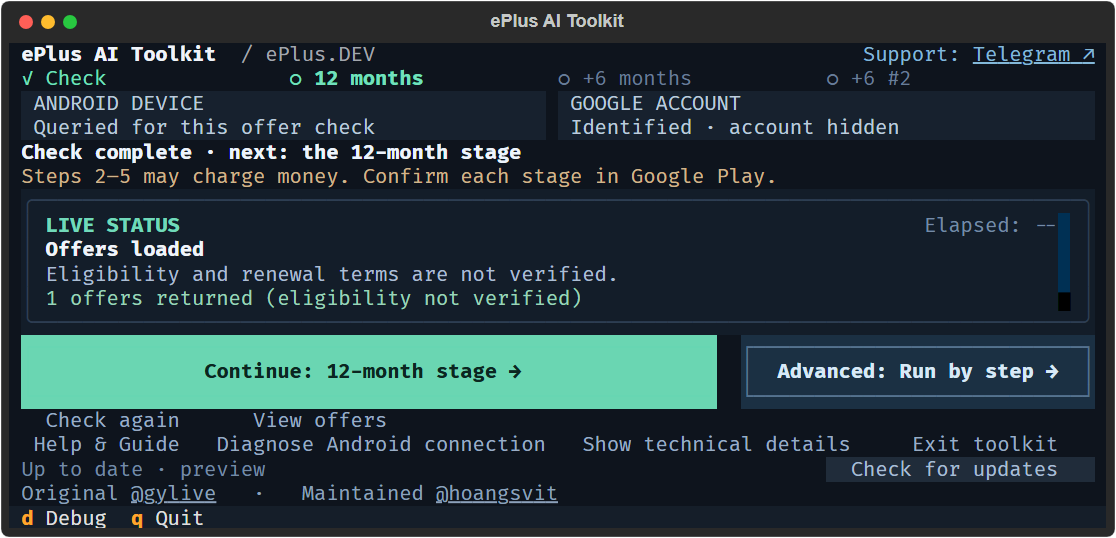 ePlus AI Toolkit
ePlus AI Toolkit / ePlus.DEV Support: Telegram ↗
√ Check ○ 12 months ○ +6 months ○ +6 #2
ANDROID DEVICE GOOGLE ACCOUNT
Queried for this offer check Identified · account hidden
Check complete · next: the 12-month stage
Steps 2–5 may charge money. Confirm each stage in Google Play.
LIVE STATUS Elapsed: --
Offers loaded
Eligibility and renewal terms are not verified.
1 offers returned (eligibility not verified)
Continue: 12-month stage → Advanced: Run by step →
Check again View offers
Help & Guide Diagnose Android connection Show technical details Exit toolkit
Up to date · preview Check for updates
Original @gylive · Maintained @hoangsvit
d Debug q Quit